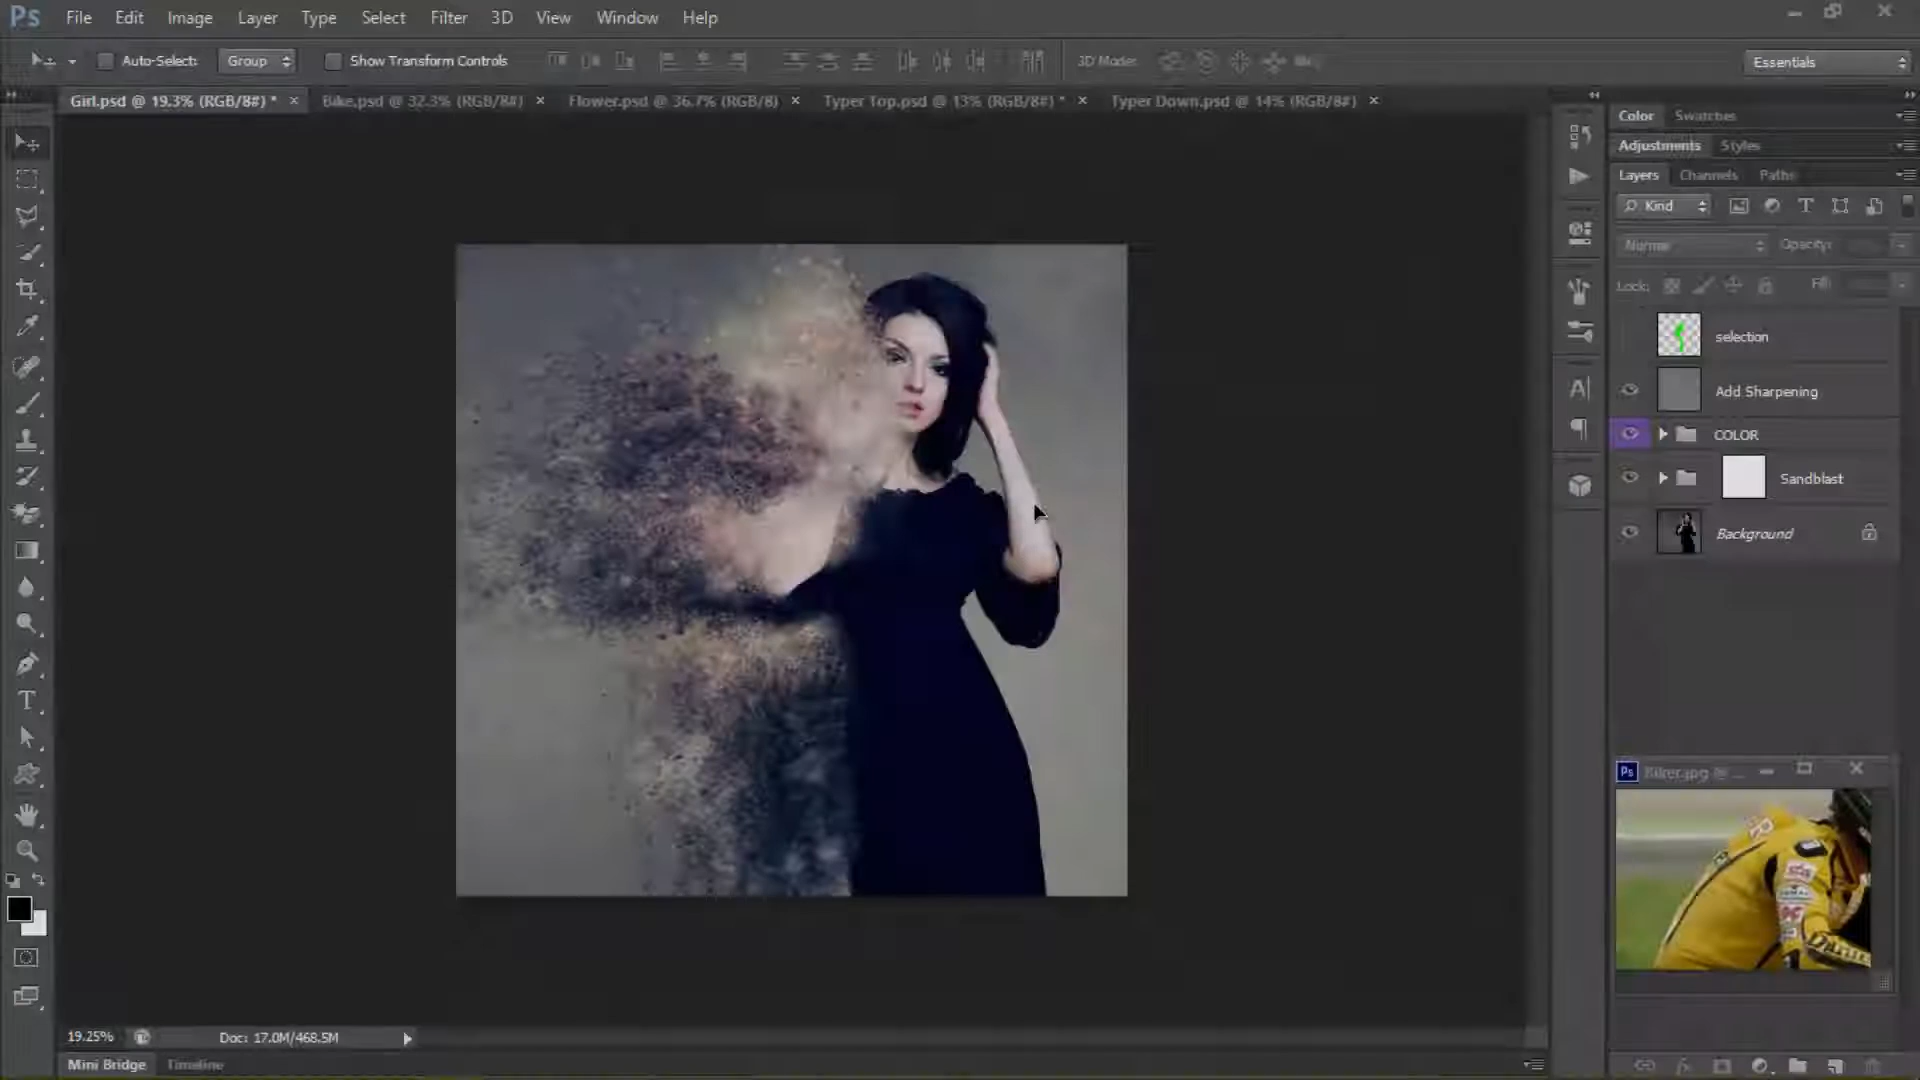 Ps File Edit Image Layer Type Select Filter 3D View Window Help
Auto-Select: Group Show Transform Controls 3D Mode: Essentials
Girl.psd @ 19.3% (RGB/8#) * Bike.psd @ 32.3% (RGB/8#) Flower.psd @ 36.7% (RGB/8) Typer Top.psd @ 13% (RGB/8#) * Typer Down.psd @ 14% (RGB/8#)
Color Swatches
Adjustments Styles
Layers Channels Paths
Kind
Normal Opacity:
Lock: Fill:
selection
Add Sharpening
COLOR
Sandblast
Background
Ps Biker.jpg @ ...
19.25% Doc: 17.0M/468.5M
Mini Bridge Timeline